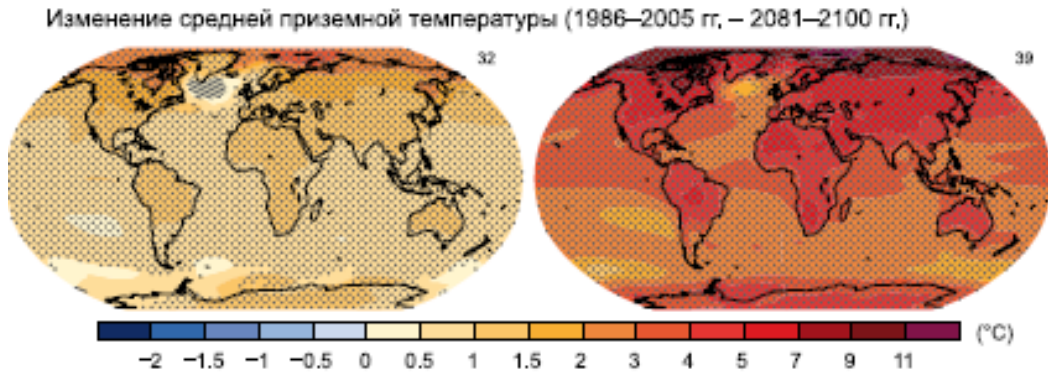 Изменение средней приземной температуры (1986–2005 гг. – 2081–2100 гг.)
32
39
(°C)
−2 −1.5 −1 −0.5 0 0.5 1 1.5 2 3 4 5 7 9 11